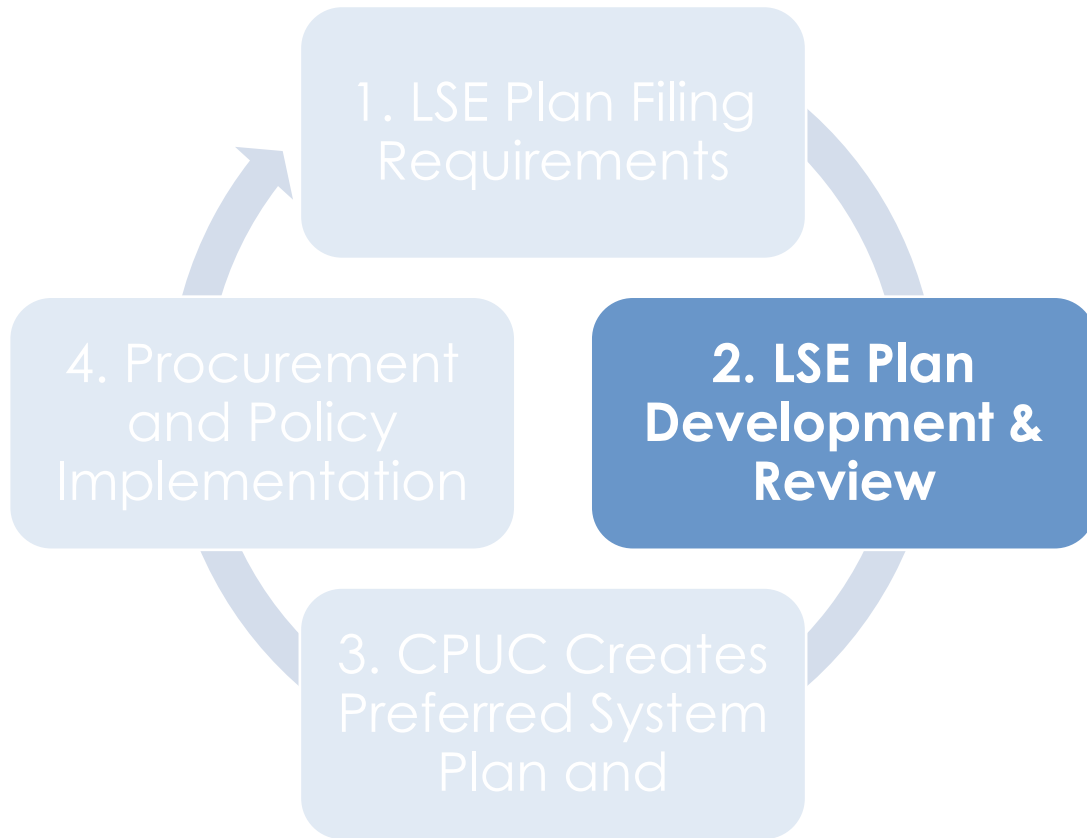 1. LSE Plan Filing
Requirements
2. LSE Plan
Development &
Review
3. CPUC Creates
Preferred System
Plan and
4. Procurement
and Policy
Implementation